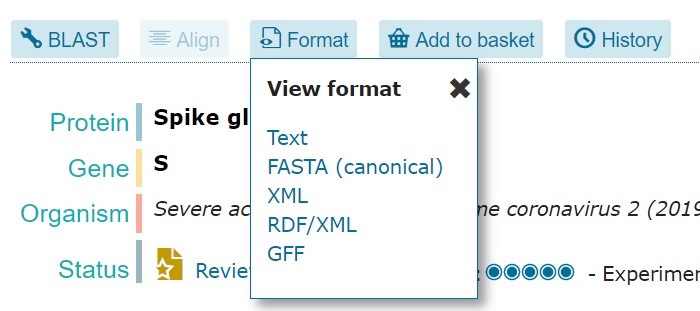 BLAST Align Format Add to basket History
View format
Text
FASTA (canonical)
XML
RDF/XML
GFF
Protein Spike gl
Gene S
Organism Severe ac me coronavirus 2 (2019
Status Review : - Experimen